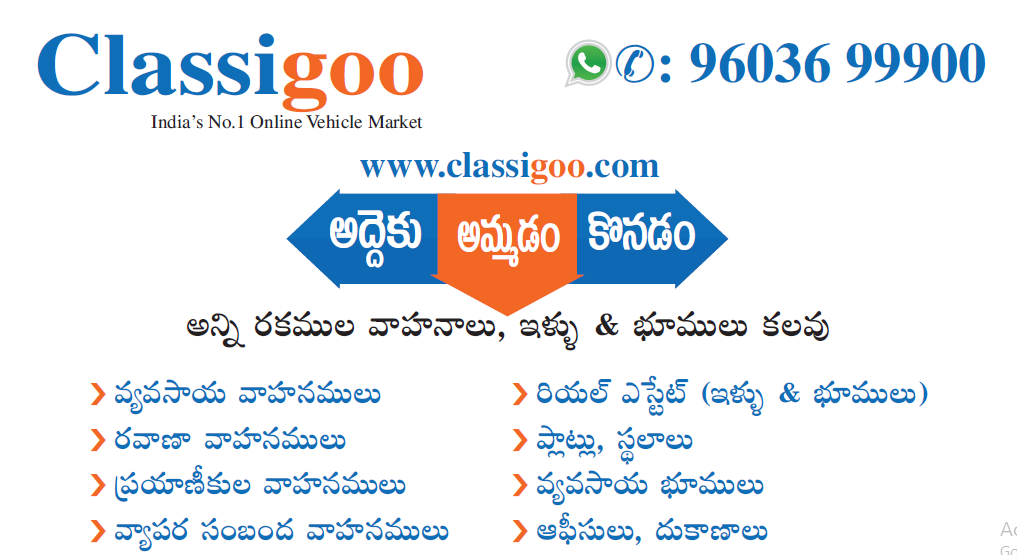 Classigoo
: 96036 99900
India's No.1 Online Vehicle Market
www.classigoo.com
అద్దెకు అమ్మడం కొనడం
అన్ని రకముల వాహనాలు, ఇళ్ళు & భూములు కలవు
వ్యవసాయ వాహనములు
రవాణా వాహనములు
ప్రయాణీకుల వాహనములు
వ్యాపర సంబంద వాహనములు
రియల్ ఎస్టేట్ (ఇళ్ళు & భూములు)
ప్లాట్లు, స్థలాలు
వ్యవసాయ భూములు
ఆఫీసులు, దుకాణాలు